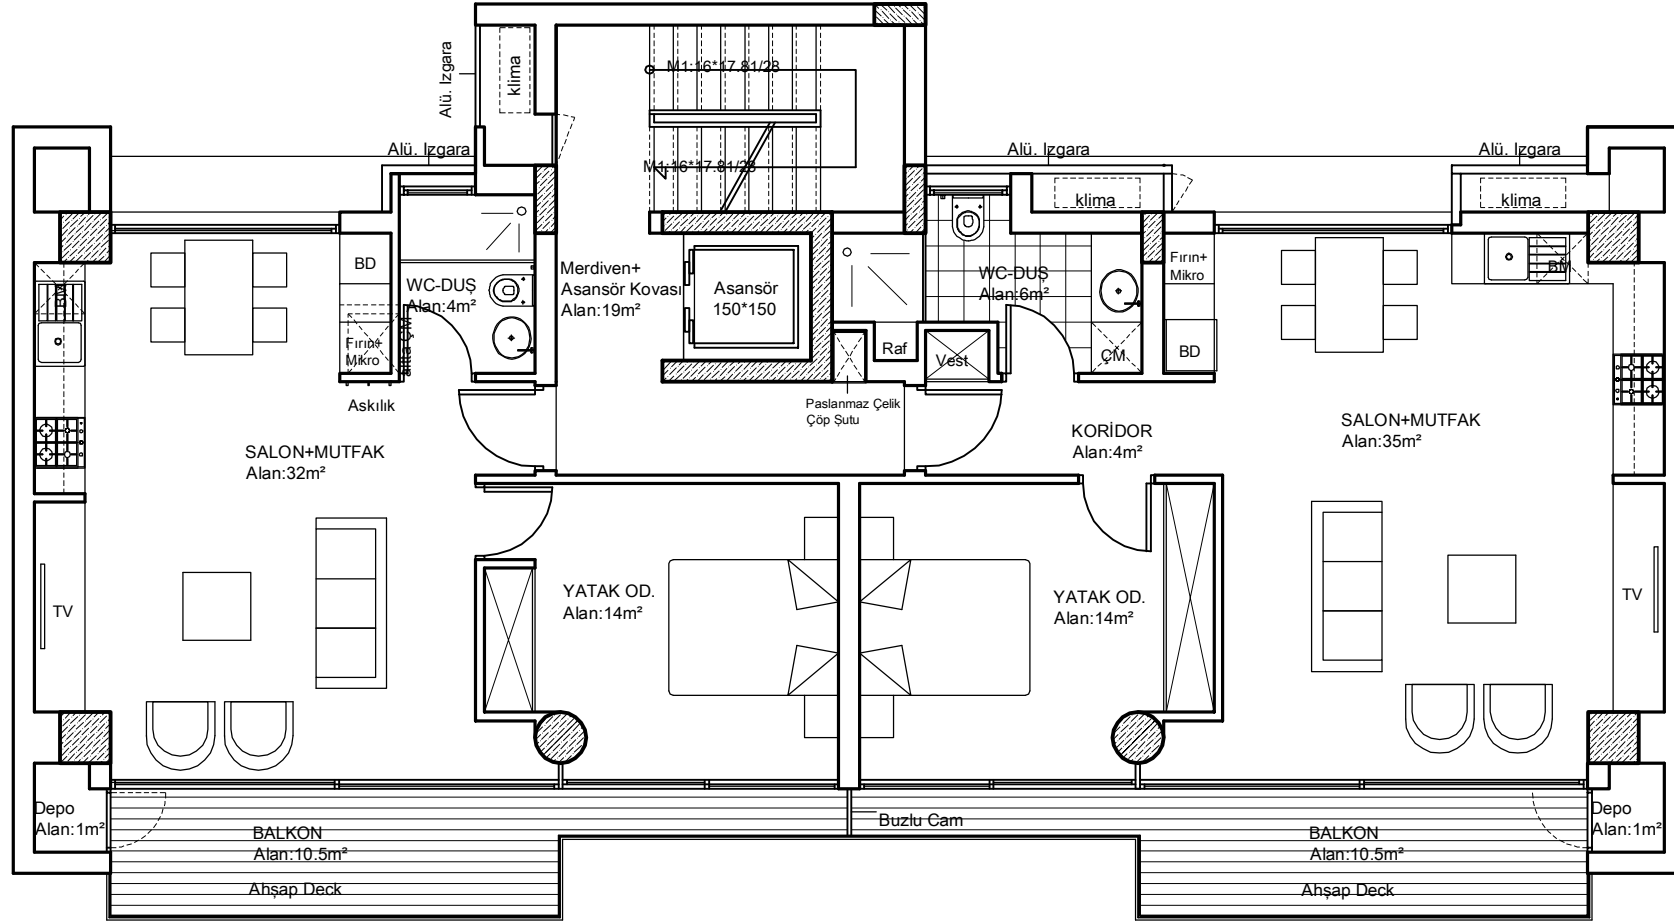 Alü. Izgara
klima
M1:16*17.81/28
M1:16*17.81/28
Alü. Izgara
Alü. Izgara
Alü. Izgara
klima
klima
BD
WC-DUŞ
Alan:4m²
Merdiven+
Asansör Kovası
Alan:19m²
Asansör
150*150
WC-DUŞ
Alan:6m²
Fırın+
Mikro
BM
BM
Fırın+
Mikro
altta ÇM
Raf
Vest
ÇM
BD
Askılık
Paslanmaz Çelik
Çöp Şutu
SALON+MUTFAK
Alan:32m²
KORİDOR
Alan:4m²
SALON+MUTFAK
Alan:35m²
TV
YATAK OD.
Alan:14m²
YATAK OD.
Alan:14m²
TV
Depo
Alan:1m²
BALKON
Alan:10.5m²
Ahşap Deck
Buzlu Cam
BALKON
Alan:10.5m²
Ahşap Deck
Depo
Alan:1m²